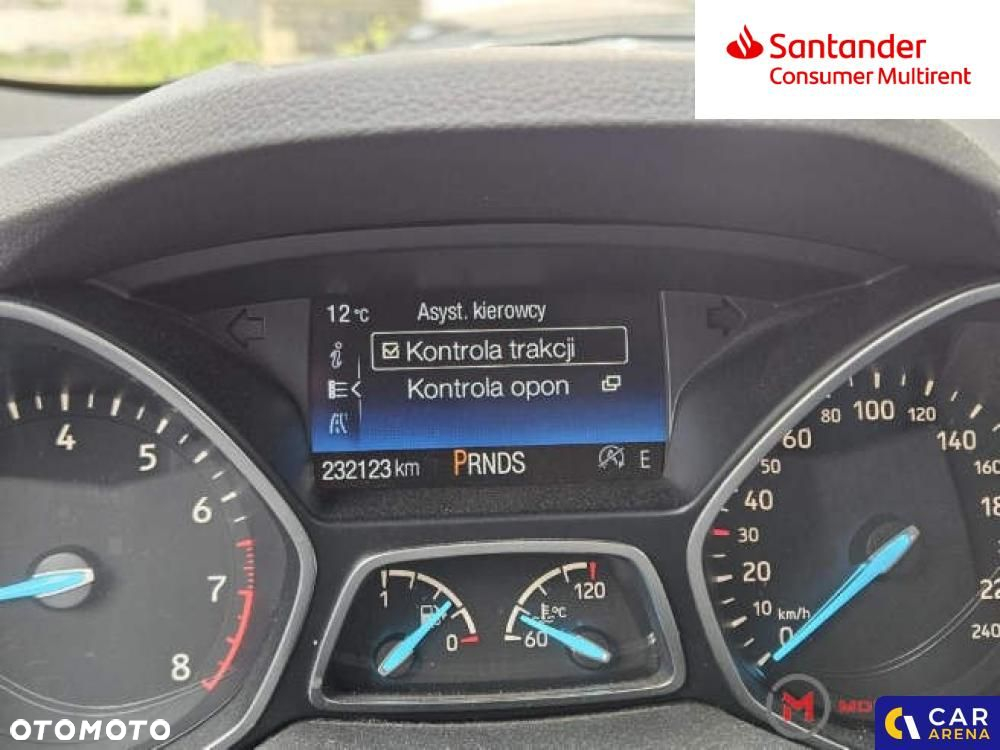 Santander
Consumer Multirent
12°C Asyst. kierowcy
Kontrola trakcji
Kontrola opon
232123 km PRNDS E
4
5
6
7
8
1
0
60
120
°C
0
10
20
30
40
50
60
80
100
120
140
160
km/h
240
OTOMOTO
M
CAR
ARENA